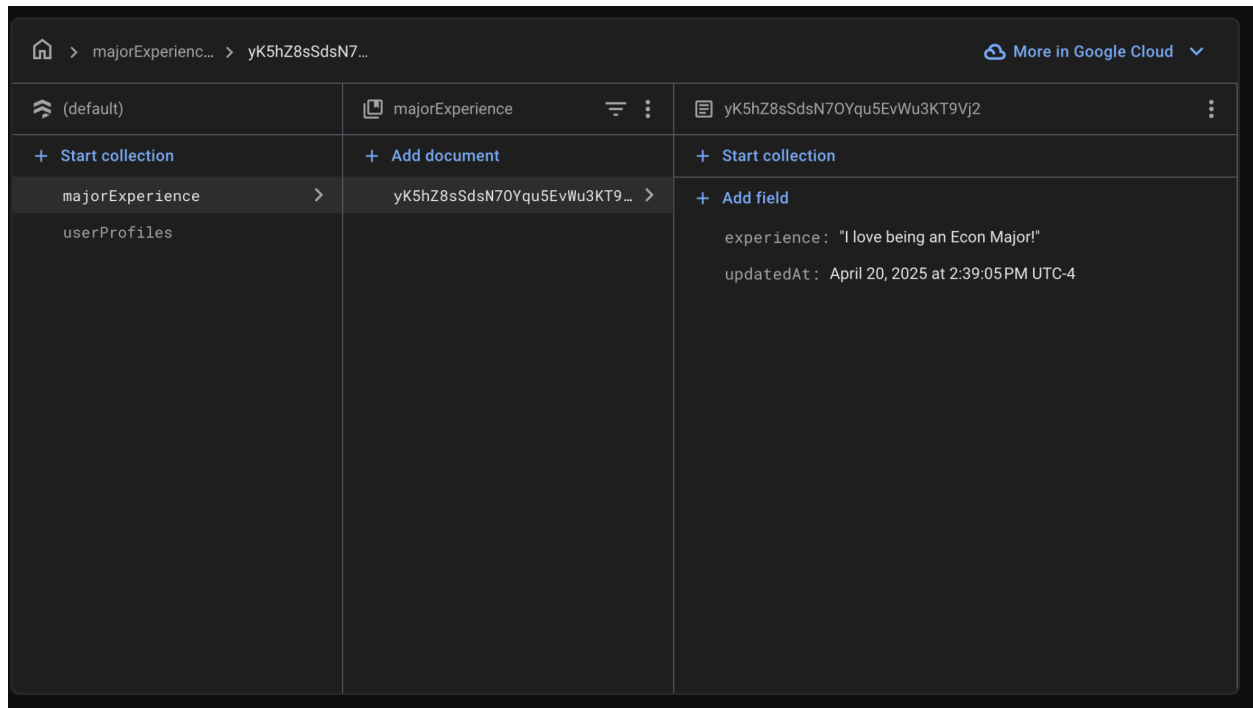 majorExperienc… > yK5hZ8sSdsN7…
More in Google Cloud
(default)
majorExperience
yK5hZ8sSdsN7OYqu5EvWu3KT9Vj2
+ Start collection
+ Add document
+ Start collection
majorExperience >
yK5hZ8sSdsN7OYqu5EvWu3KT9… >
+ Add field
userProfiles
experience: "I love being an Econ Major!"
updatedAt: April 20, 2025 at 2:39:05 PM UTC-4